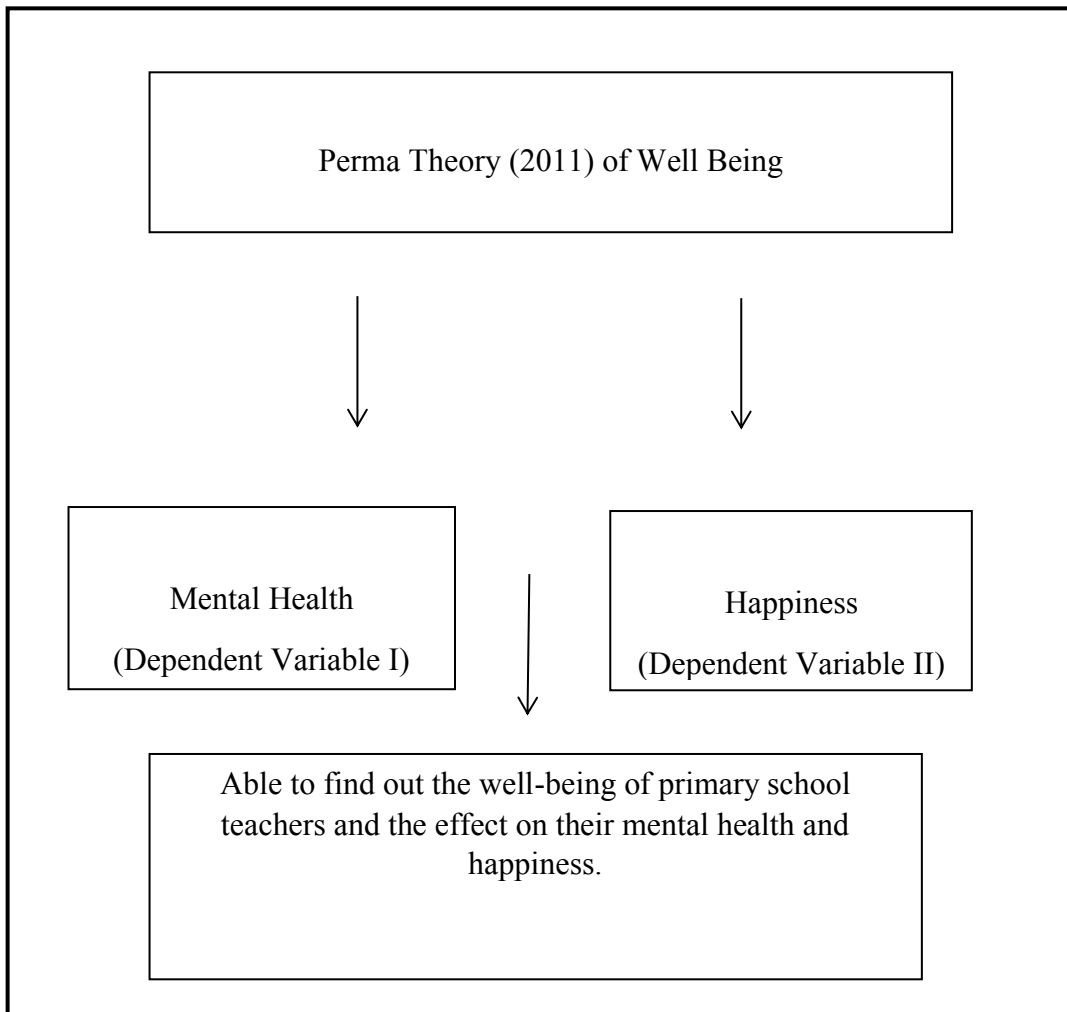 Perma Theory (2011) of Well Being
Mental Health
(Dependent Variable I)
Happiness
(Dependent Variable II)
Able to find out the well-being of primary school
teachers and the effect on their mental health and
happiness.